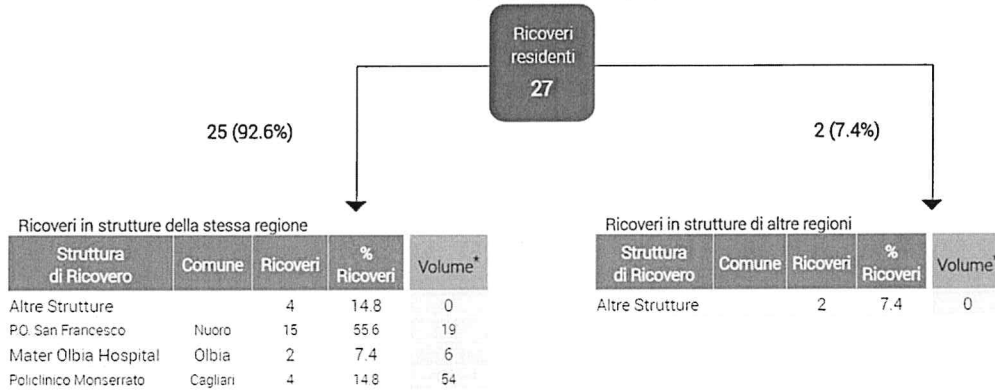 Ricoveri
residenti
27
25 (92.6%)
2 (7.4%)
Ricoveri in strutture della stessa regione
Struttura di Ricovero Comune Ricoveri % Ricoveri Volume*
Altre Strutture 4 14.8 0
P.O. San Francesco Nuoro 15 55.6 19
Mater Olbia Hospital Olbia 2 7.4 6
Policlinico Monserrato Cagliari 4 14.8 54
Ricoveri in strutture di altre regioni
Struttura di Ricovero Comune Ricoveri % Ricoveri Volume*
Altre Strutture 2 7.4 0